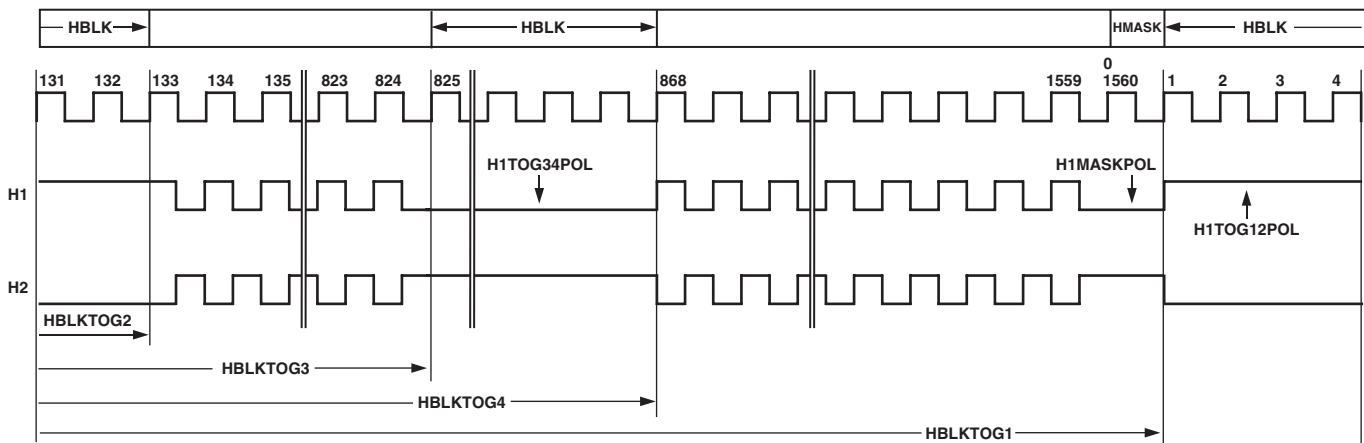 HBLK HBLK HMASK HBLK
0
131 132 133 134 135 823 824 825 868 1559 1560 1 2 3 4
H1TOG34POL H1MASKPOL
H1
H1TOG12POL
H2
HBLKTOG2
HBLKTOG3
HBLKTOG4
HBLKTOG1